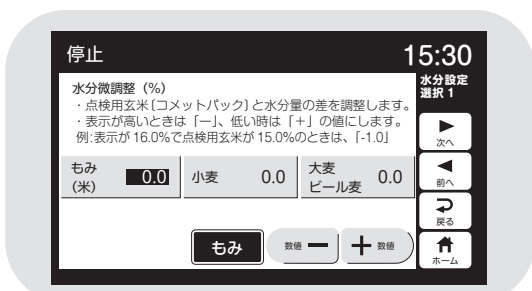 停止
15:30
水分設定
選択 1
水分微調整（%）
・点検用玄米〔コメットパック〕と水分量の差を調整します。
・表示が高いときは「ー」、低い時は「＋」の値にします。
例:表示が 16.0%で点検用玄米が 15.0%のときは、「-1.0」
もみ
(米)
0.0
小麦
0.0
大麦
ビール麦
0.0
次へ
前へ
戻る
ホーム
もみ
数値 ー
＋ 数値